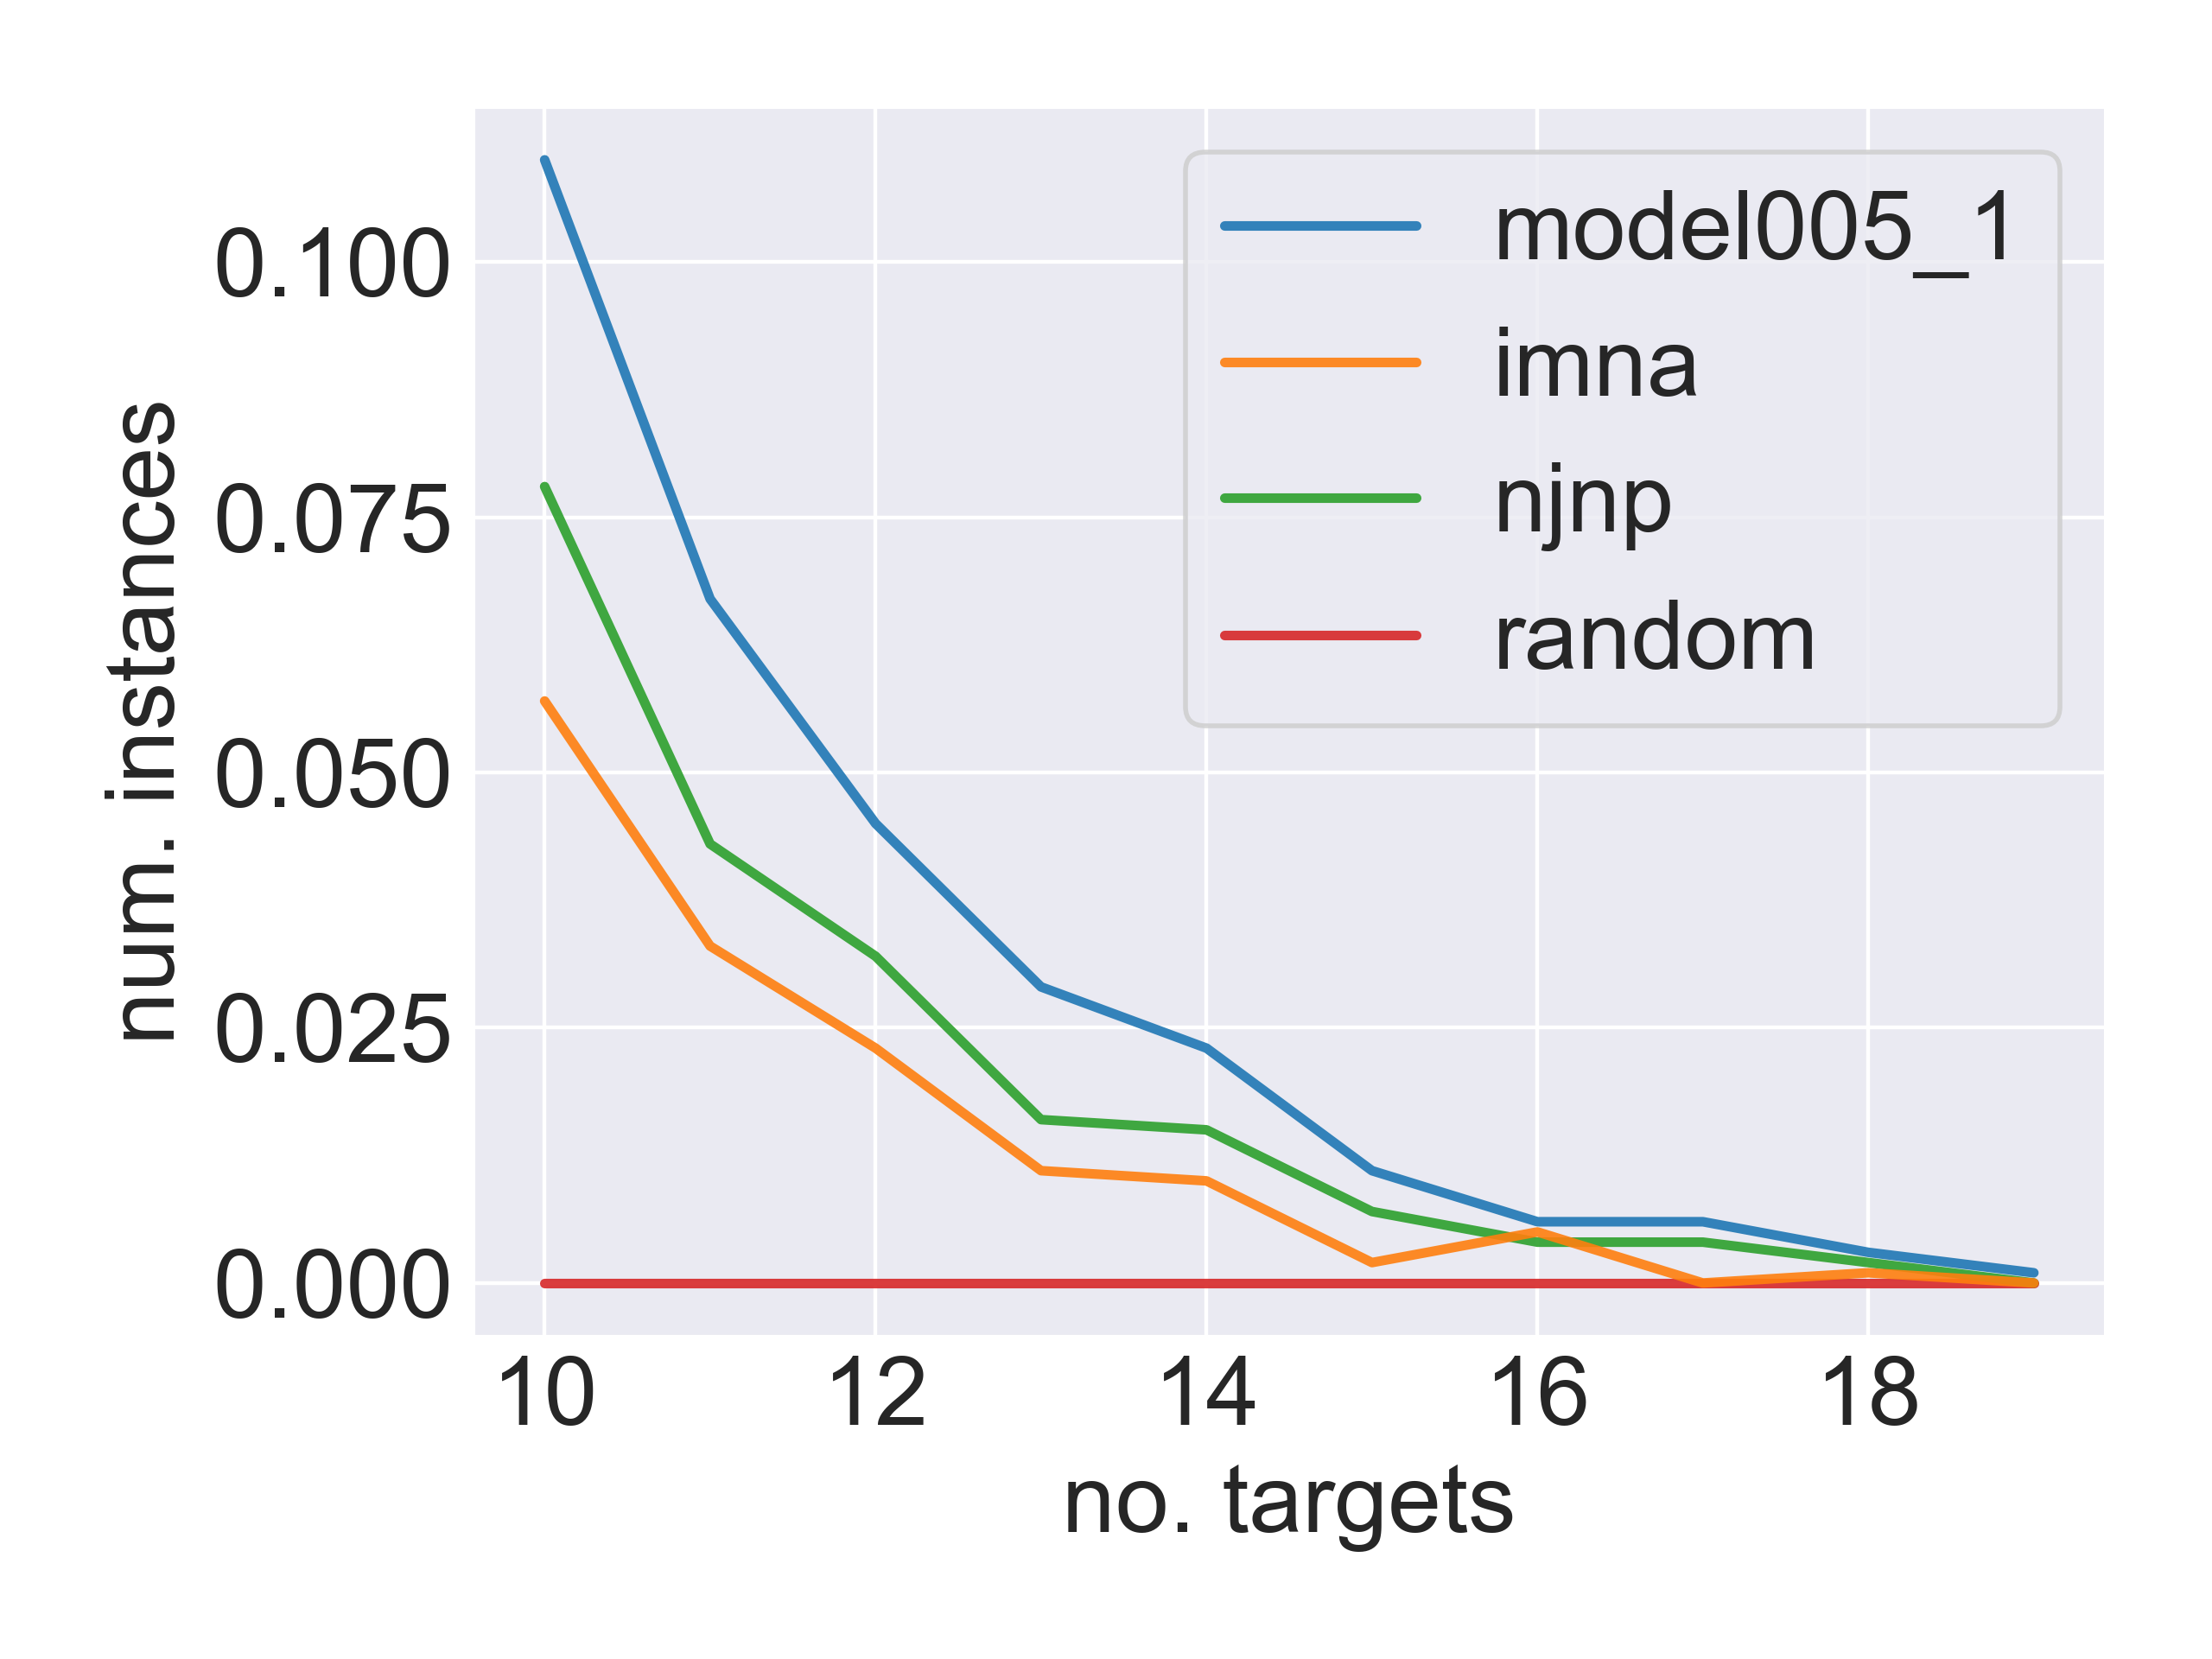 model005_1
imna
njnp
random
num. instances
0.100
0.075
0.050
0.025
0.000
10 12 14 16 18
no. targets